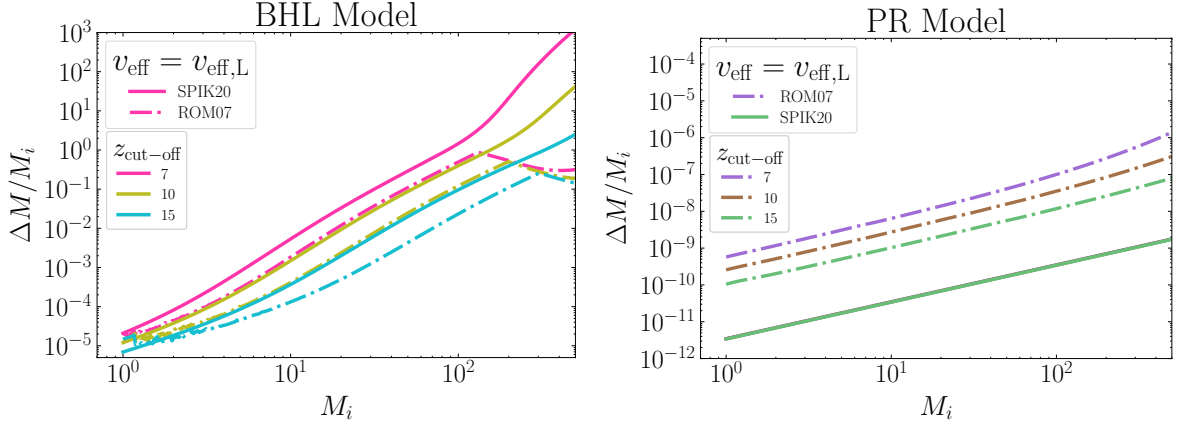 BHL Model
ΔM/M_i
10^3
10^2
10^1
10^0
10^-1
10^-2
10^-3
10^-4
10^-5
v_eff = v_eff,L
SPIK20
ROM07
z_cut-off
7
10
15
10^0
10^1
10^2
M_i
PR Model
ΔM/M_i
10^-4
10^-5
10^-6
10^-7
10^-8
10^-9
10^-10
10^-11
10^-12
v_eff = v_eff,L
ROM07
SPIK20
z_cut-off
7
10
15
10^0
10^1
10^2
M_i